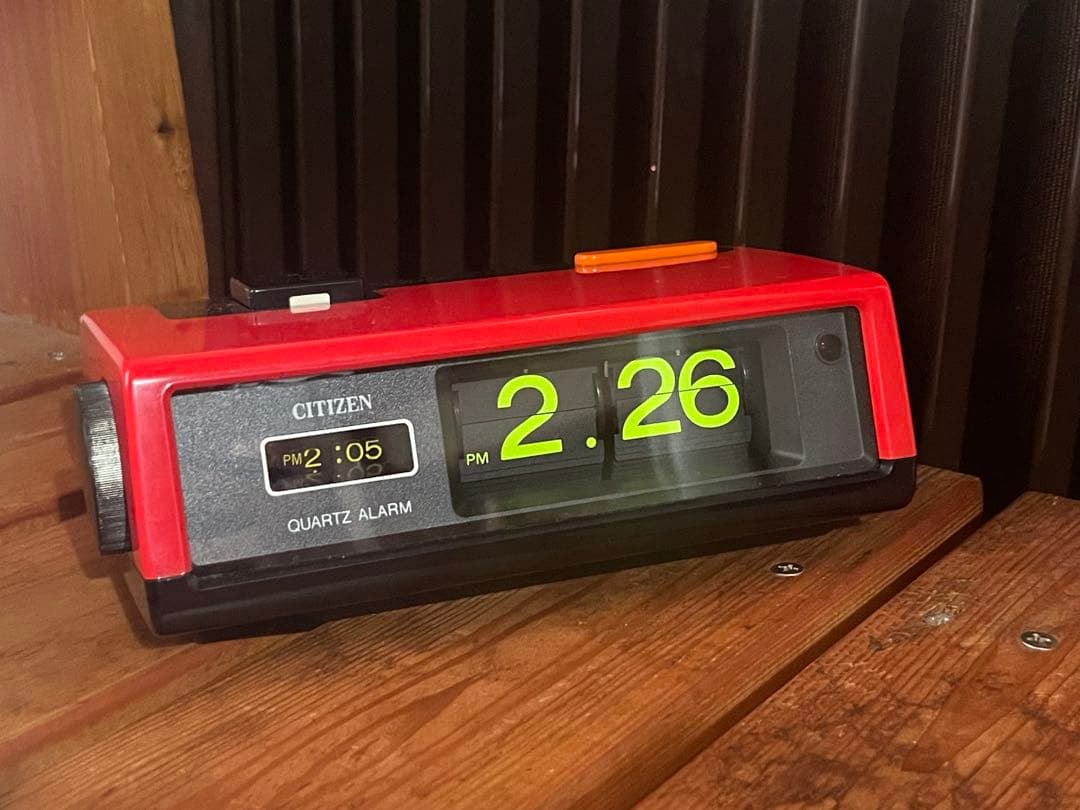 CITIZEN
PM 2 :05
QUARTZ ALARM
PM 2.26